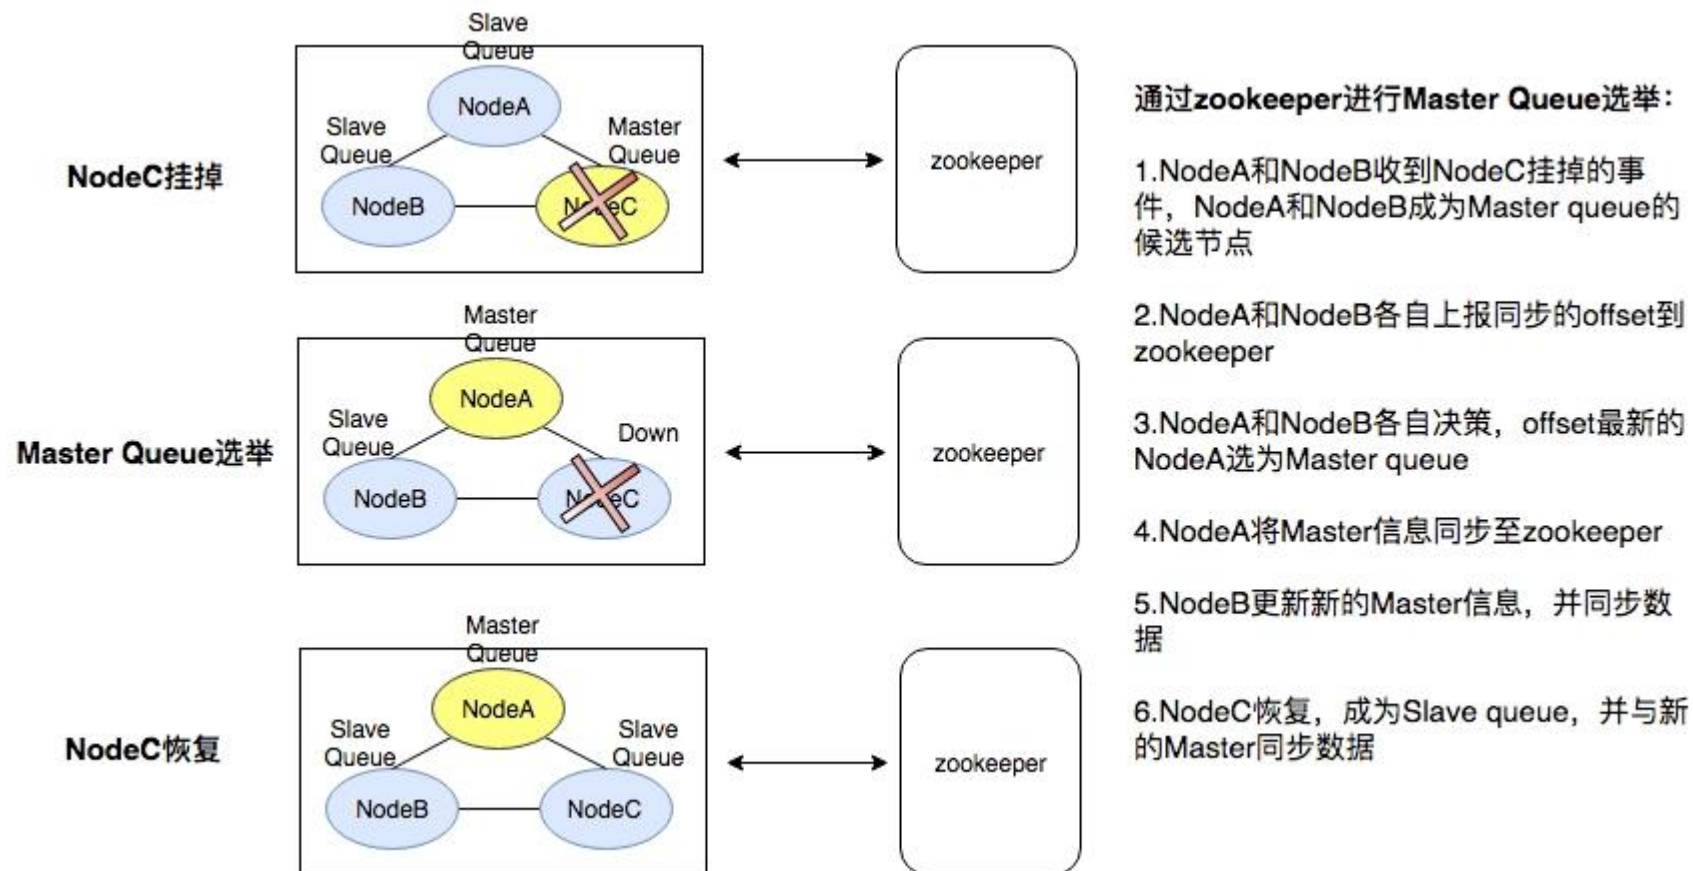 Slave
Queue
NodeA
Slave
Queue
Master
Queue
NodeC挂掉
NodeB
NodeC
zookeeper
Master
Queue
NodeA
Slave
Queue
Down
Master Queue选举
NodeB
NodeC
zookeeper
Master
Queue
NodeA
Slave
Queue
Slave
Queue
NodeC恢复
NodeB
NodeC
zookeeper
通过zookeeper进行Master Queue选举：
1.NodeA和NodeB收到NodeC挂掉的事
件，NodeA和NodeB成为Master queue的
候选节点
2.NodeA和NodeB各自上报同步的offset到
zookeeper
3.NodeA和NodeB各自决策，offset最新的
NodeA选为Master queue
4.NodeA将Master信息同步至zookeeper
5.NodeB更新新的Master信息，并同步数
据
6.NodeC恢复，成为Slave queue，并与新
的Master同步数据